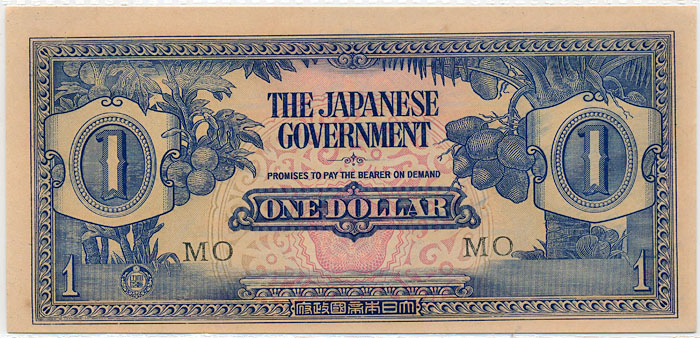 THE JAPANESE
GOVERNMENT
1
1
PROMISES TO PAY THE BEARER ON DEMAND
ONE DOLLAR
MO
MO
1
1
大日本帝國政府